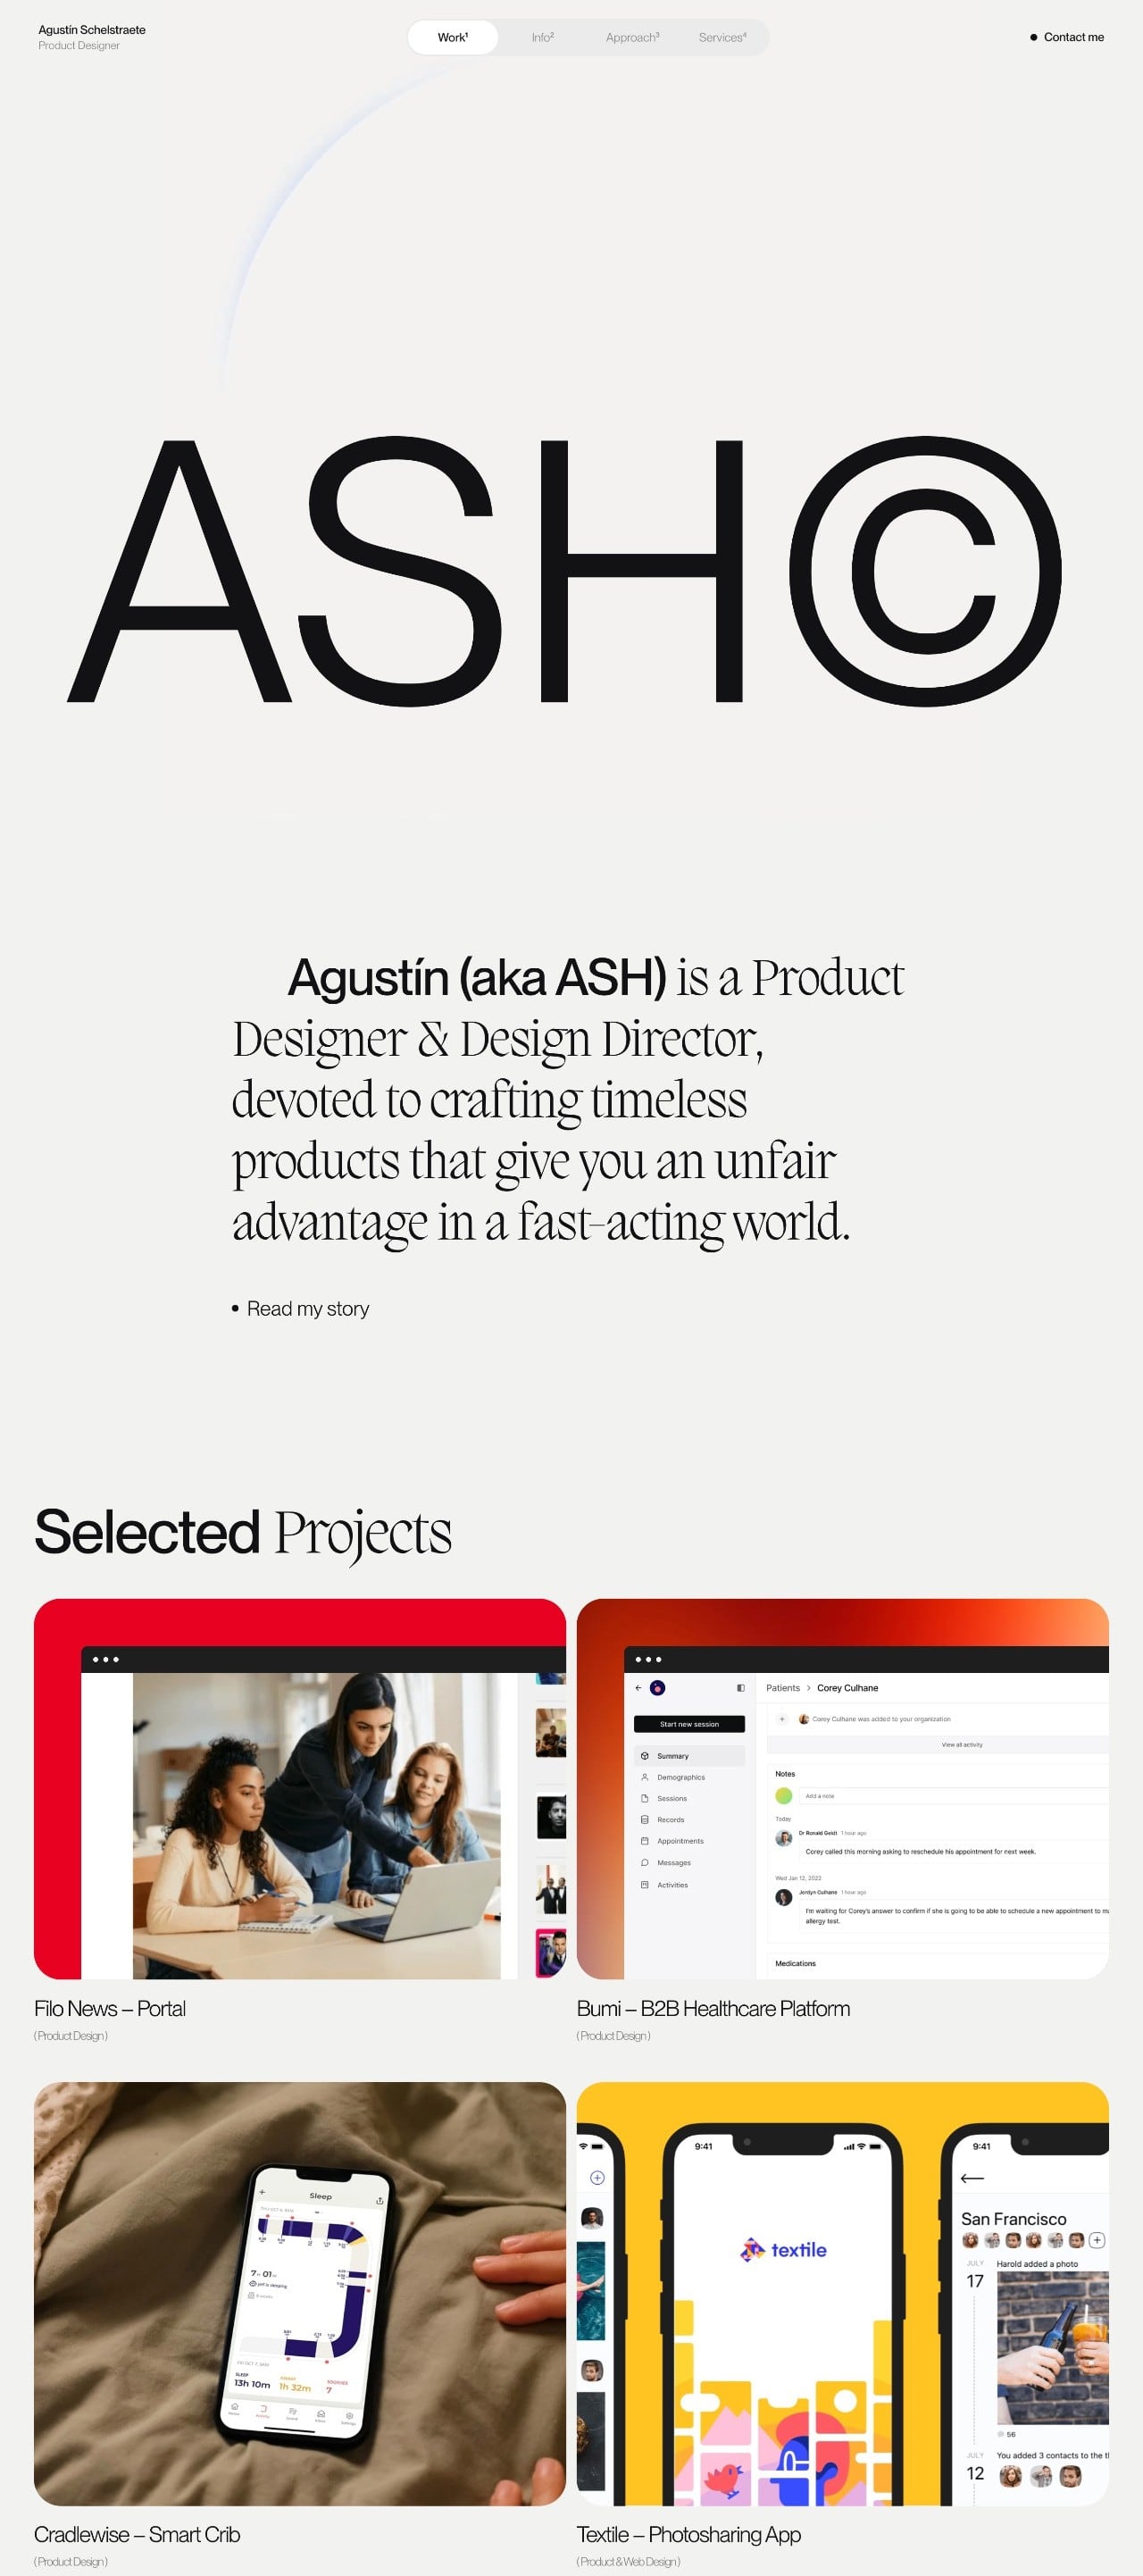 Agustín Schelstraete
Product Designer
Work¹
Info²
Approach³
Services⁴
Contact me
ASH©
Agustín (aka ASH) is a Product
Designer & Design Director,
devoted to crafting timeless
products that give you an unfair
advantage in a fast-acting world.
Read my story
Selected Projects
Patients > Corey Culhane
Corey Culhane was added to your organization
Start new session
View all activity
Summary
Notes
Demographics
Add a note
Sessions
Today
Records
Dr Ronald Geidt 1 hour ago
Appointments
Corey called this morning asking to reschedule his appointment for next week.
Messages
Wed Jan 12, 2022
Activities
Jordyn Culhane 1 hour ago
I'm waiting for Corey's answer to confirm if she is going to be able to schedule a new appointment to
allergy test.
Medications
Filo News – Portal
( Product Design )
Bumi – B2B Healthcare Platform
( Product Design )
Sleep
7h 01m
SLEEP
13h 10m
1h 32m
7
9:41
textile
9:41
San Francisco
JULY
17
Harold added a photo
56
JULY
12
You added 3 contacts to the
Cradlewise – Smart Crib
( Product Design )
Textile – Photosharing App
( Product & Web Design )